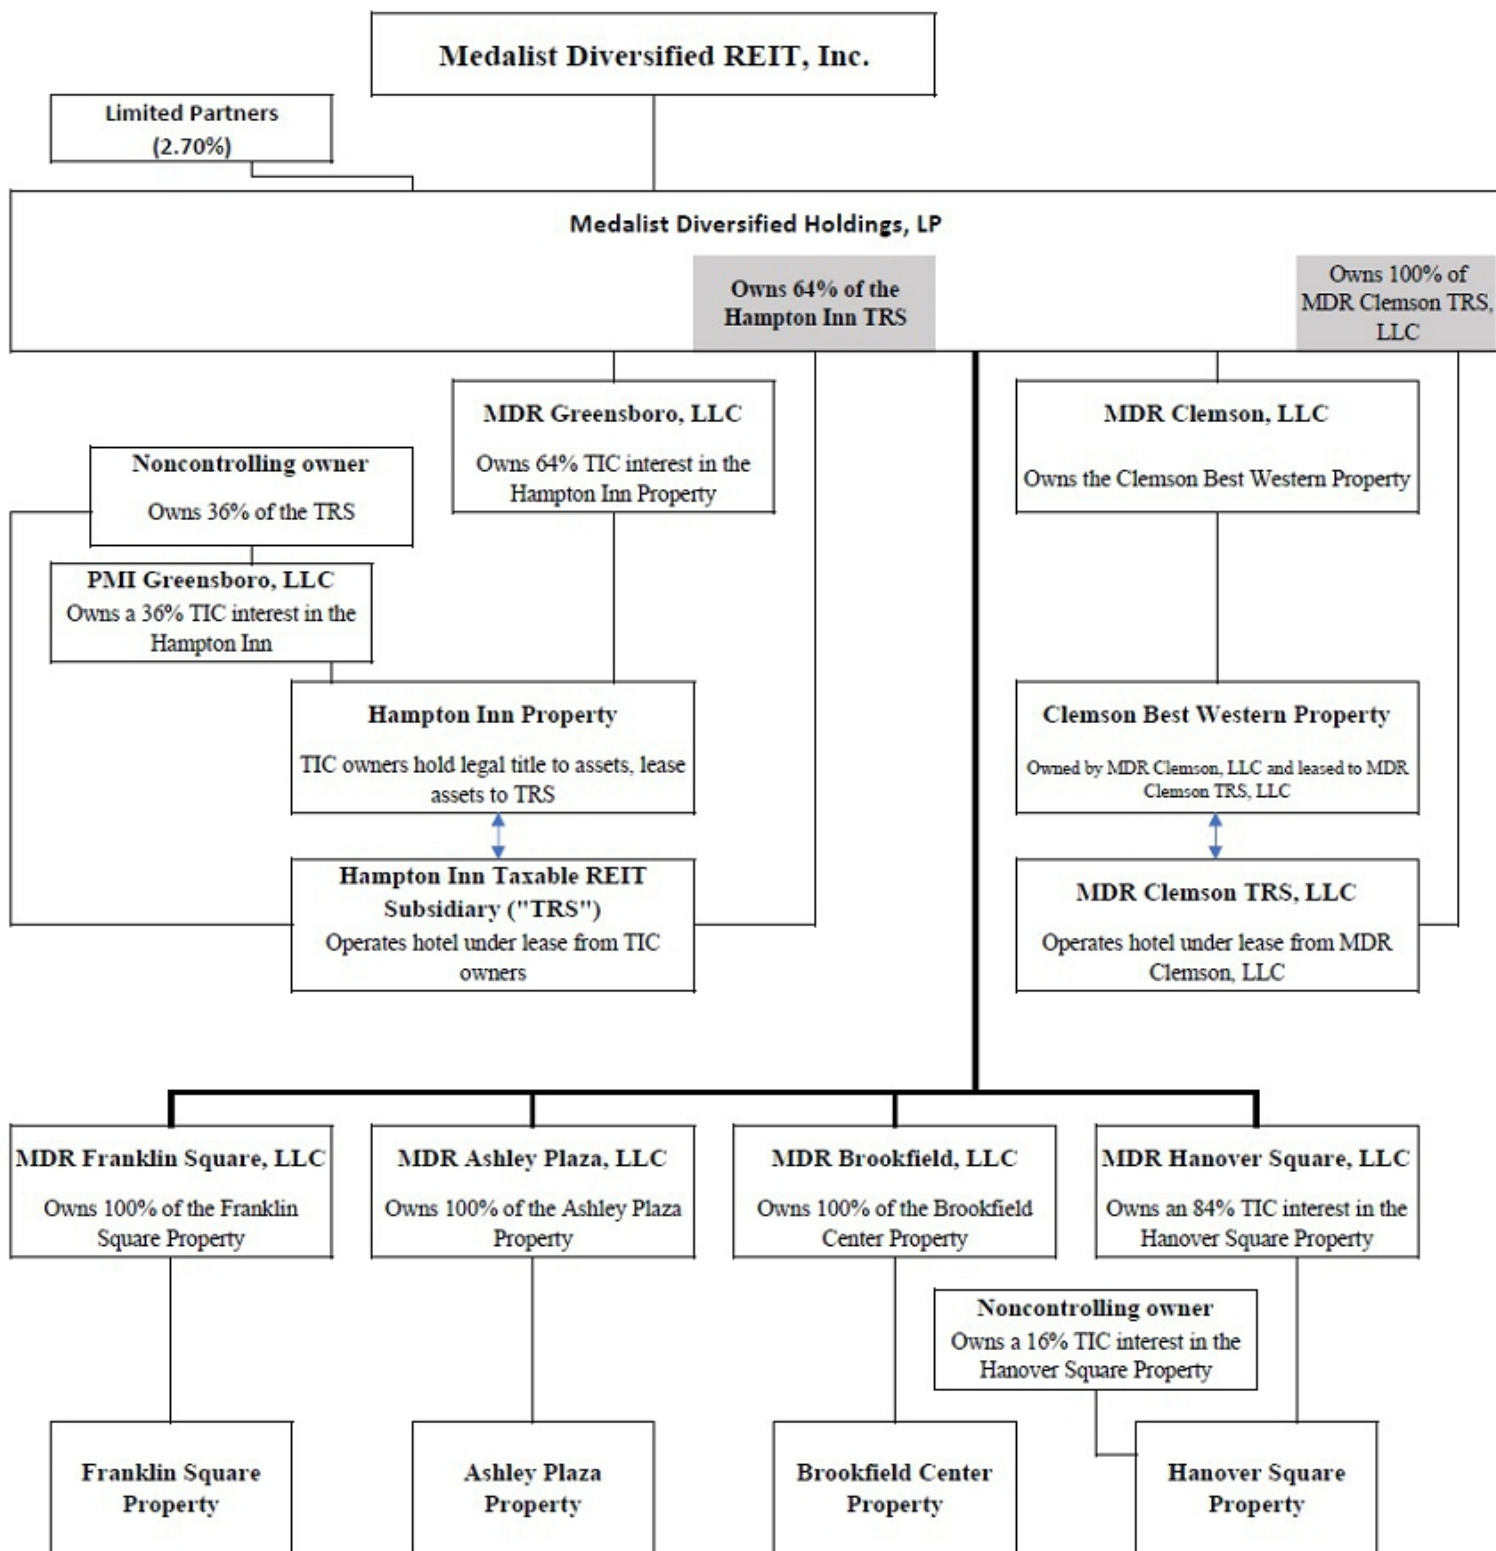 Medalist Diversified REIT, Inc.
Limited Partners
(2.70%)
Medalist Diversified Holdings, LP
Owns 64% of the
Hampton Inn TRS
Owns 100% of
MDR Clemson TRS,
LLC
MDR Greensboro, LLC
Owns 64% TIC interest in the
Hampton Inn Property
MDR Clemson, LLC
Owns the Clemson Best Western Property
Noncontrolling owner
Owns 36% of the TRS
PMI Greensboro, LLC
Owns a 36% TIC interest in the
Hampton Inn
Hampton Inn Property
TIC owners hold legal title to assets, lease
assets to TRS
Clemson Best Western Property
Owned by MDR Clemson, LLC and leased to MDR
Clemson TRS, LLC
Hampton Inn Taxable REIT
Subsidiary ("TRS")
Operates hotel under lease from TIC
owners
MDR Clemson TRS, LLC
Operates hotel under lease from MDR
Clemson, LLC
MDR Franklin Square, LLC
Owns 100% of the Franklin
Square Property
MDR Ashley Plaza, LLC
Owns 100% of the Ashley Plaza
Property
MDR Brookfield, LLC
Owns 100% of the Brookfield
Center Property
MDR Hanover Square, LLC
Owns an 84% TIC interest in the
Hanover Square Property
Noncontrolling owner
Owns a 16% TIC interest in the
Hanover Square Property
Franklin Square
Property
Ashley Plaza
Property
Brookfield Center
Property
Hanover Square
Property